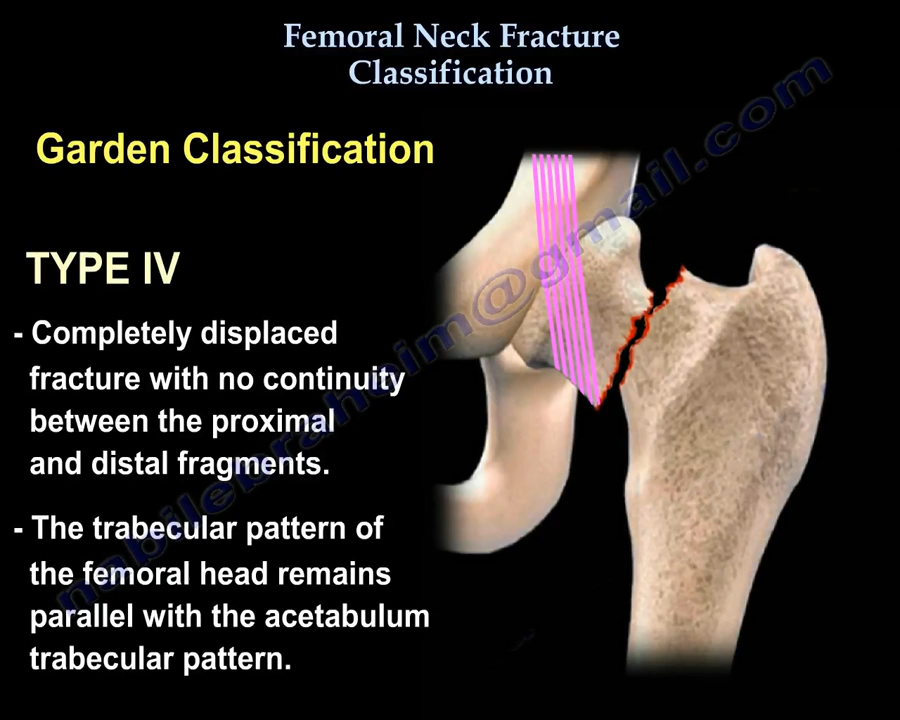 Femoral Neck Fracture
Classification
Garden Classification
TYPE IV
- Completely displaced
fracture with no continuity
between the proximal
and distal fragments.
- The trabecular pattern of
the femoral head remains
parallel with the acetabulum
trabecular pattern.
nabilebraheim@gmail.com